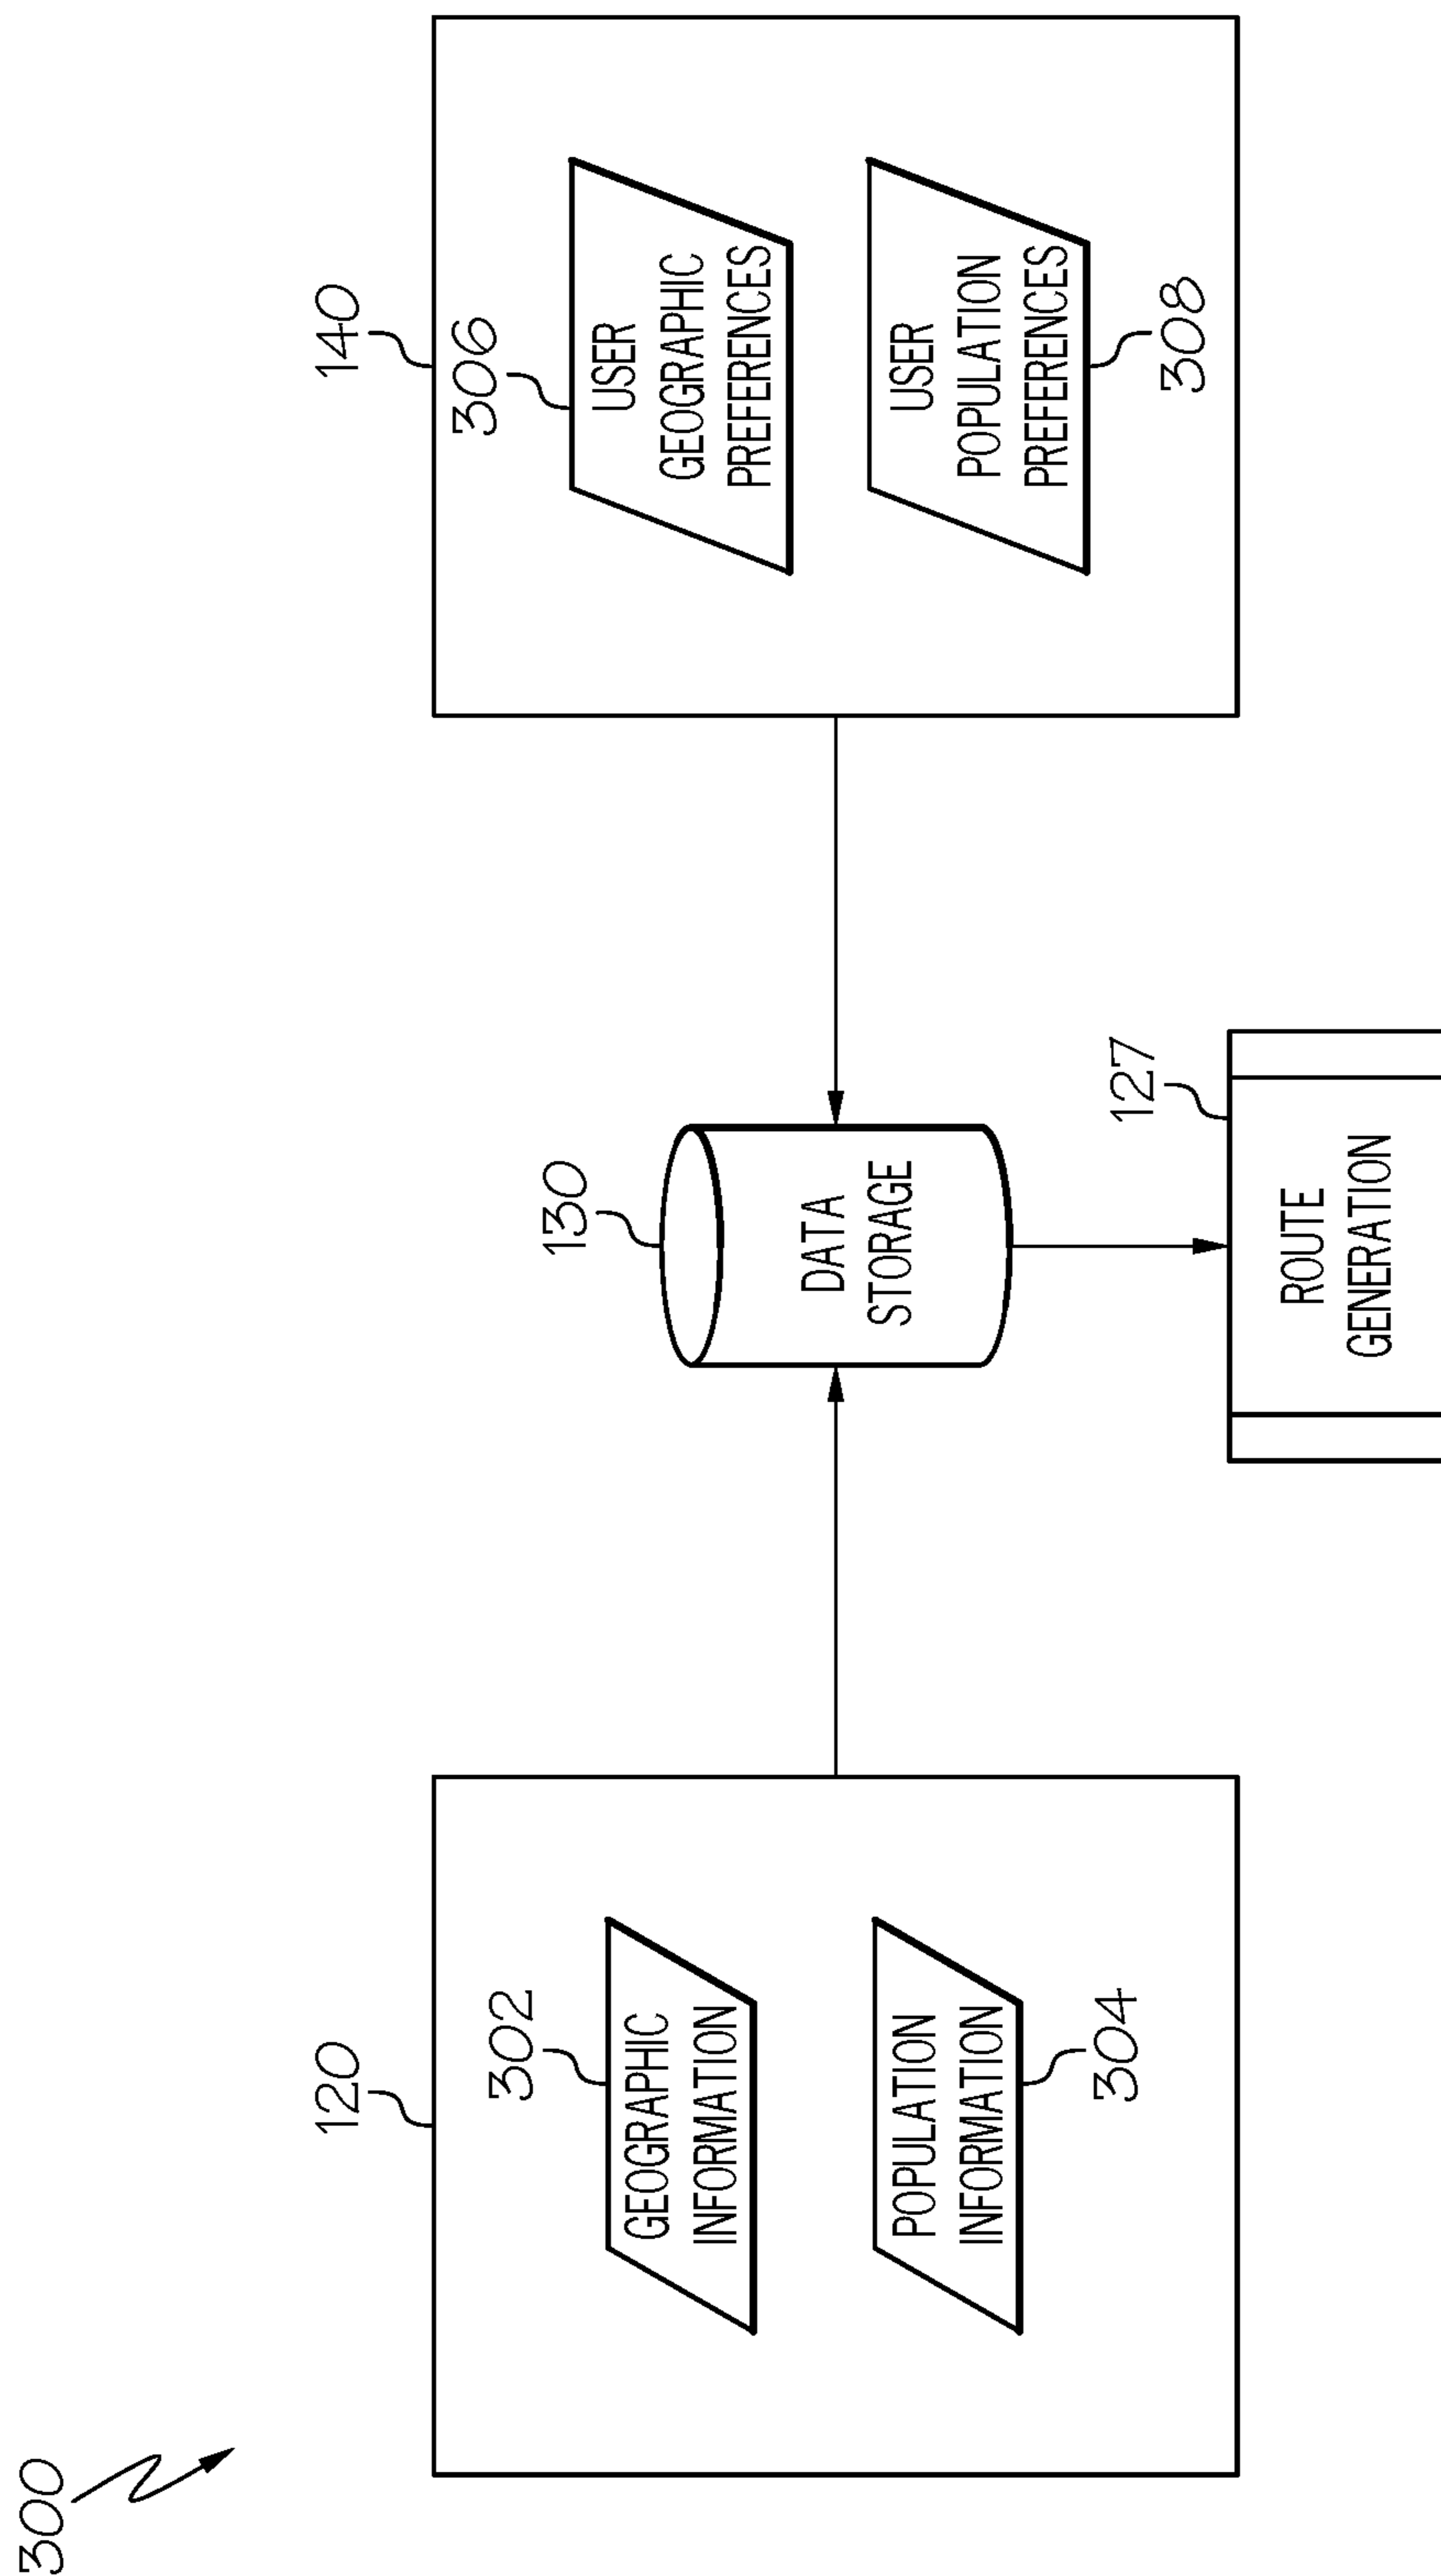 300
120
302
GEOGRAPHIC
INFORMATION
POPULATION
INFORMATION
304
130
DATA
STORAGE
127
ROUTE
GENERATION
140
306
USER
GEOGRAPHIC
PREFERENCES
USER
POPULATION
PREFERENCES
308